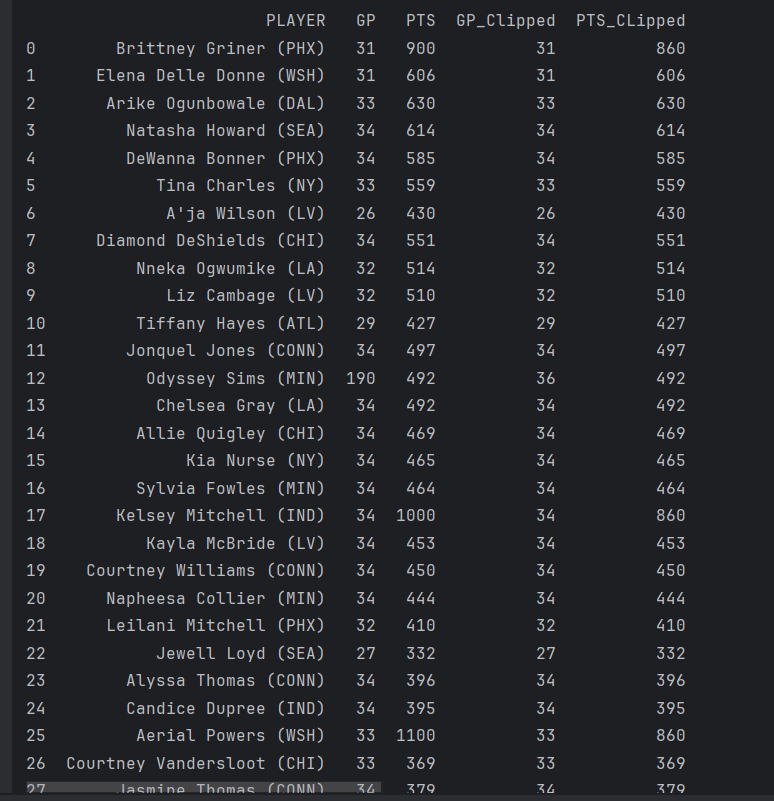 PLAYER GP PTS GP_Clipped PTS_CLipped
0 Brittney Griner (PHX) 31 900 31 860
1 Elena Delle Donne (WSH) 31 606 31 606
2 Arike Ogunbowale (DAL) 33 630 33 630
3 Natasha Howard (SEA) 34 614 34 614
4 DeWanna Bonner (PHX) 34 585 34 585
5 Tina Charles (NY) 33 559 33 559
6 A'ja Wilson (LV) 26 430 26 430
7 Diamond DeShields (CHI) 34 551 34 551
8 Nneka Ogwumike (LA) 32 514 32 514
9 Liz Cambage (LV) 32 510 32 510
10 Tiffany Hayes (ATL) 29 427 29 427
11 Jonquel Jones (CONN) 34 497 34 497
12 Odyssey Sims (MIN) 190 492 36 492
13 Chelsea Gray (LA) 34 492 34 492
14 Allie Quigley (CHI) 34 469 34 469
15 Kia Nurse (NY) 34 465 34 465
16 Sylvia Fowles (MIN) 34 464 34 464
17 Kelsey Mitchell (IND) 34 1000 34 860
18 Kayla McBride (LV) 34 453 34 453
19 Courtney Williams (CONN) 34 450 34 450
20 Napheesa Collier (MIN) 34 444 34 444
21 Leilani Mitchell (PHX) 32 410 32 410
22 Jewell Loyd (SEA) 27 332 27 332
23 Alyssa Thomas (CONN) 34 396 34 396
24 Candice Dupree (IND) 34 395 34 395
25 Aerial Powers (WSH) 33 1100 33 860
26 Courtney Vandersloot (CHI) 33 369 33 369
27 Jasmine Thomas (CONN) 34 379 34 379